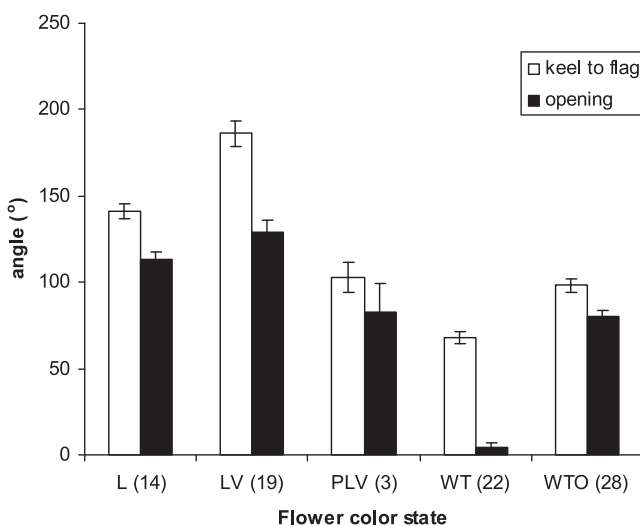 250
200
150
100
50
0
angle (°)
keel to flag
opening
L (14) LV (19) PLV (3) WT (22) WTO (28)
Flower color state